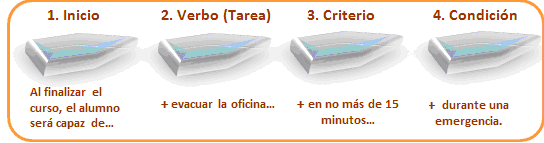 1. Inicio
Al finalizar el
curso, el alumno
será capaz de...
2. Verbo (Tarea)
+ evacuar la oficina...
3. Criterio
+ en no más de 15
minutos...
4. Condición
+ durante una
emergencia.